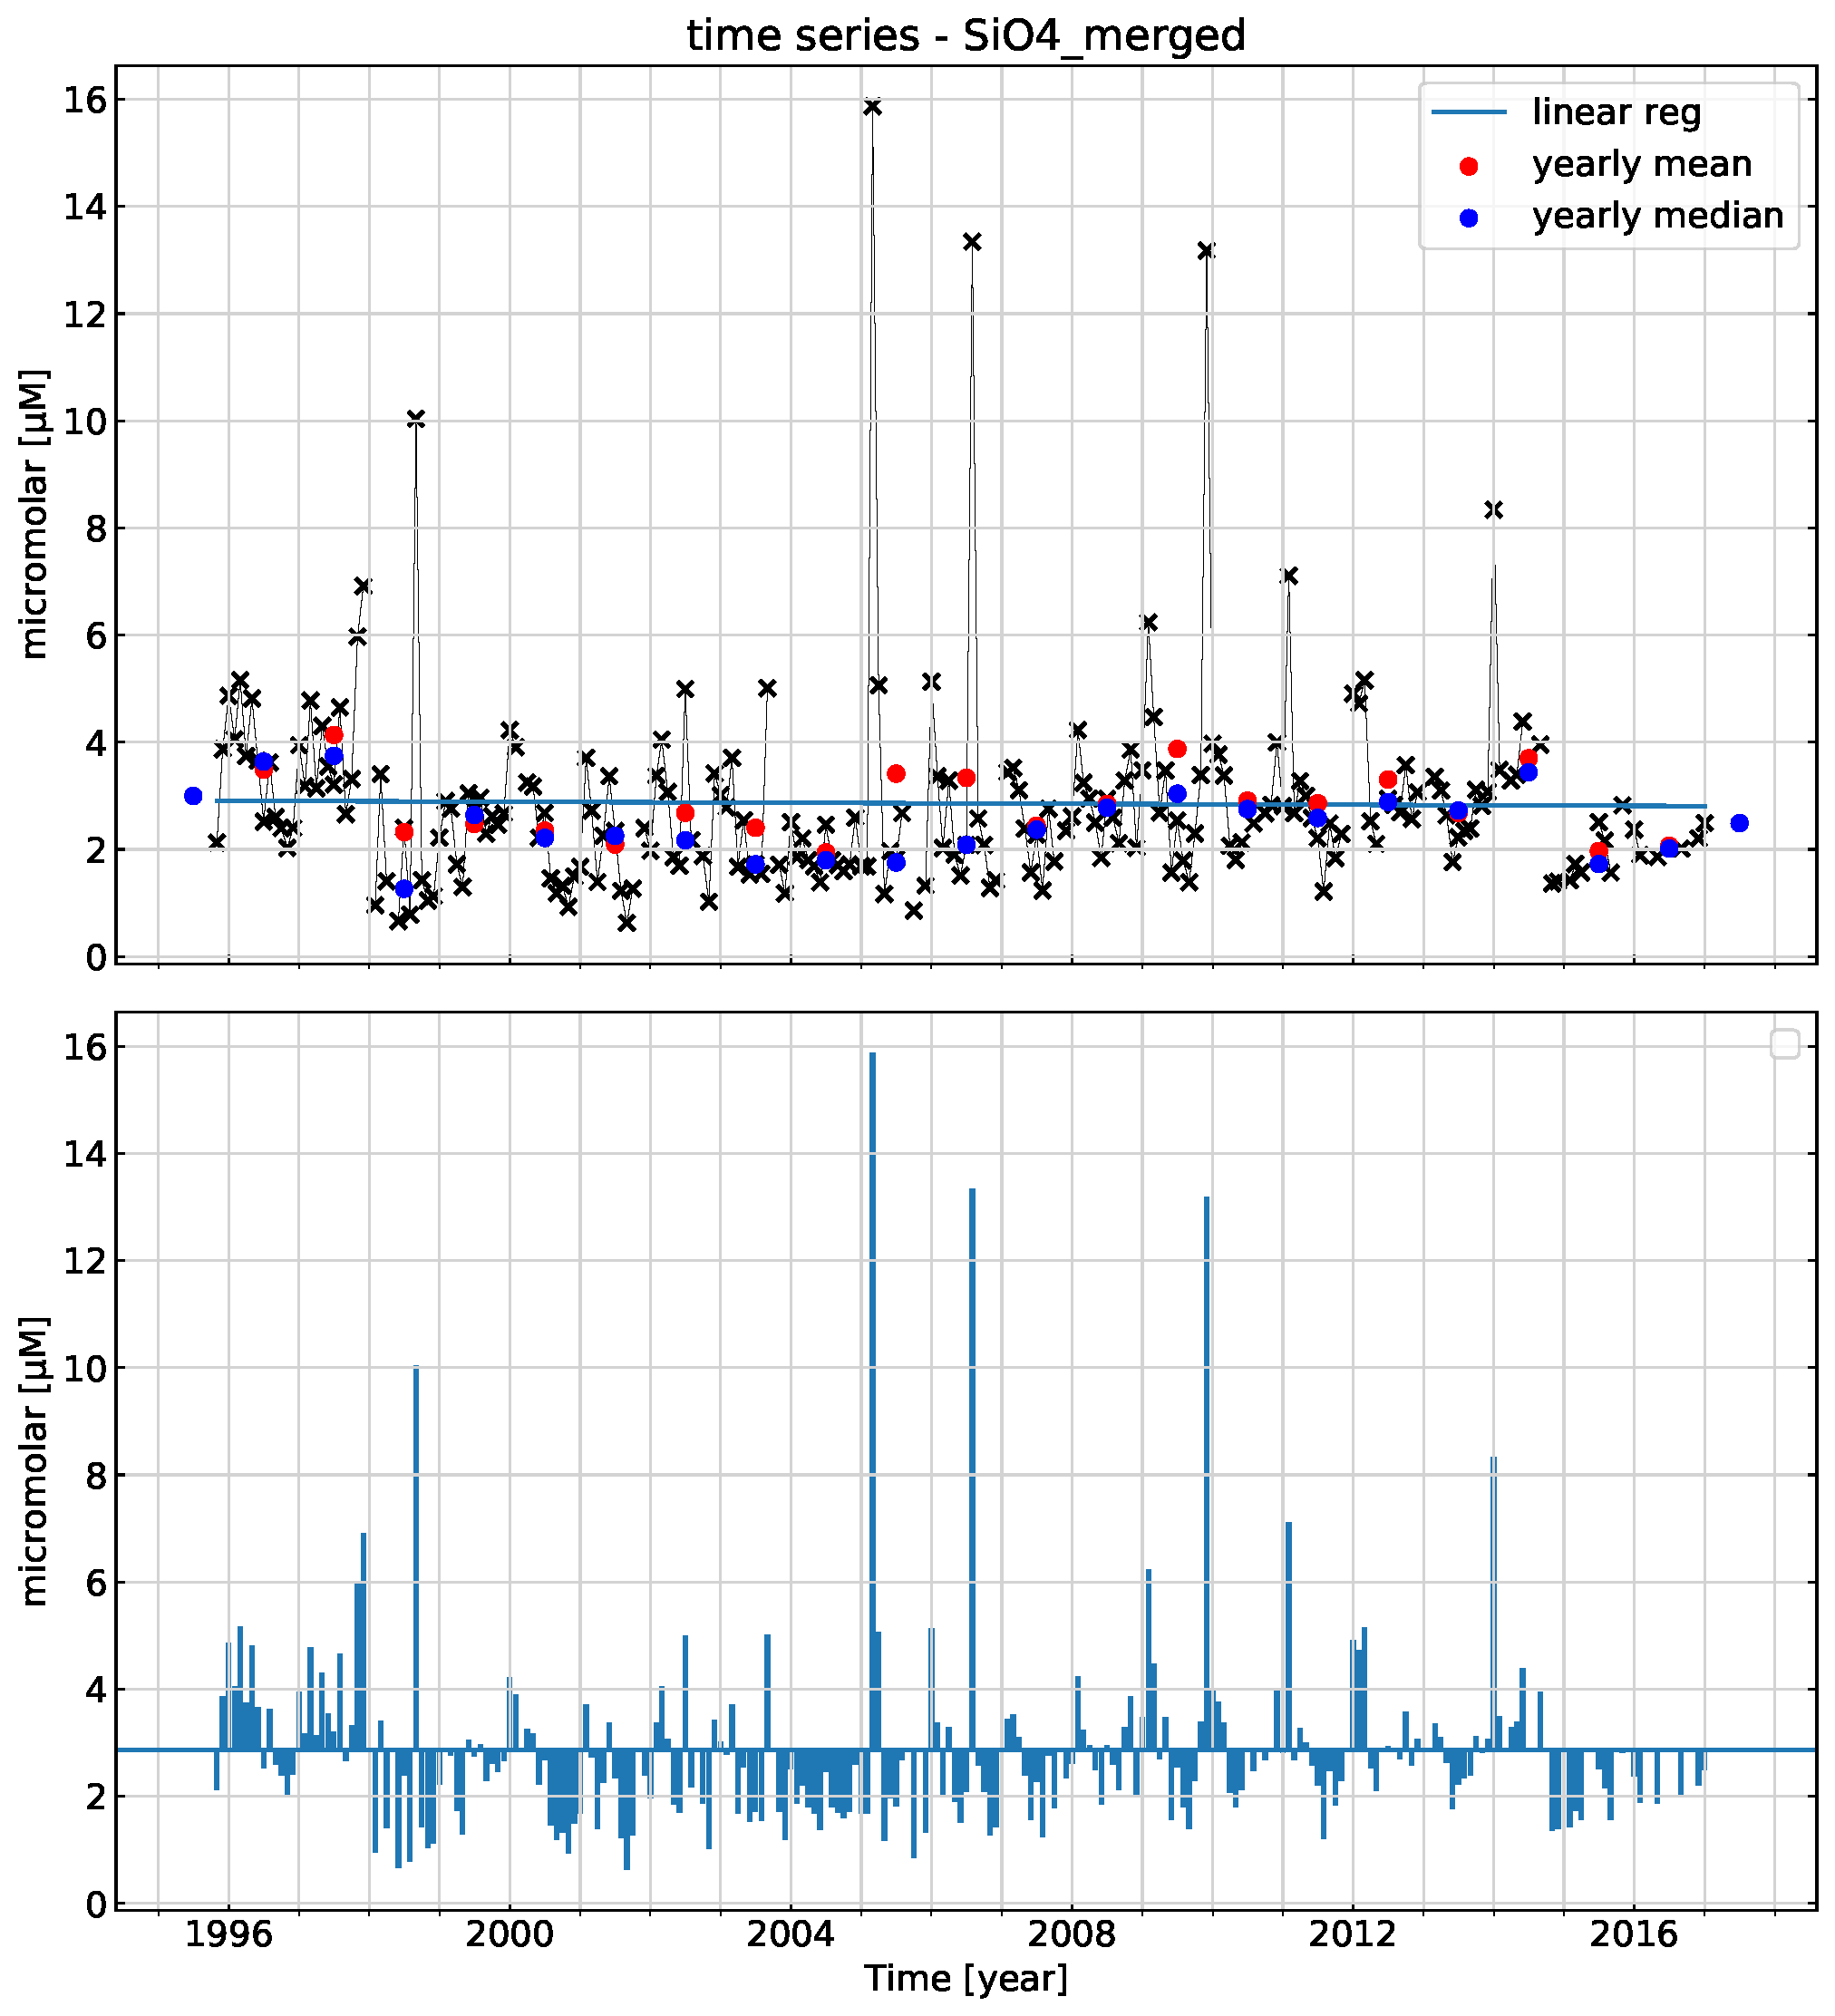 time series - SiO4_merged
16
14
12
10
8
6
4
2
0
micromolar [µM]
linear reg
yearly mean
yearly median
16
14
12
10
8
6
4
2
0
micromolar [µM]
1996 2000 2004 2008 2012 2016
Time [year]